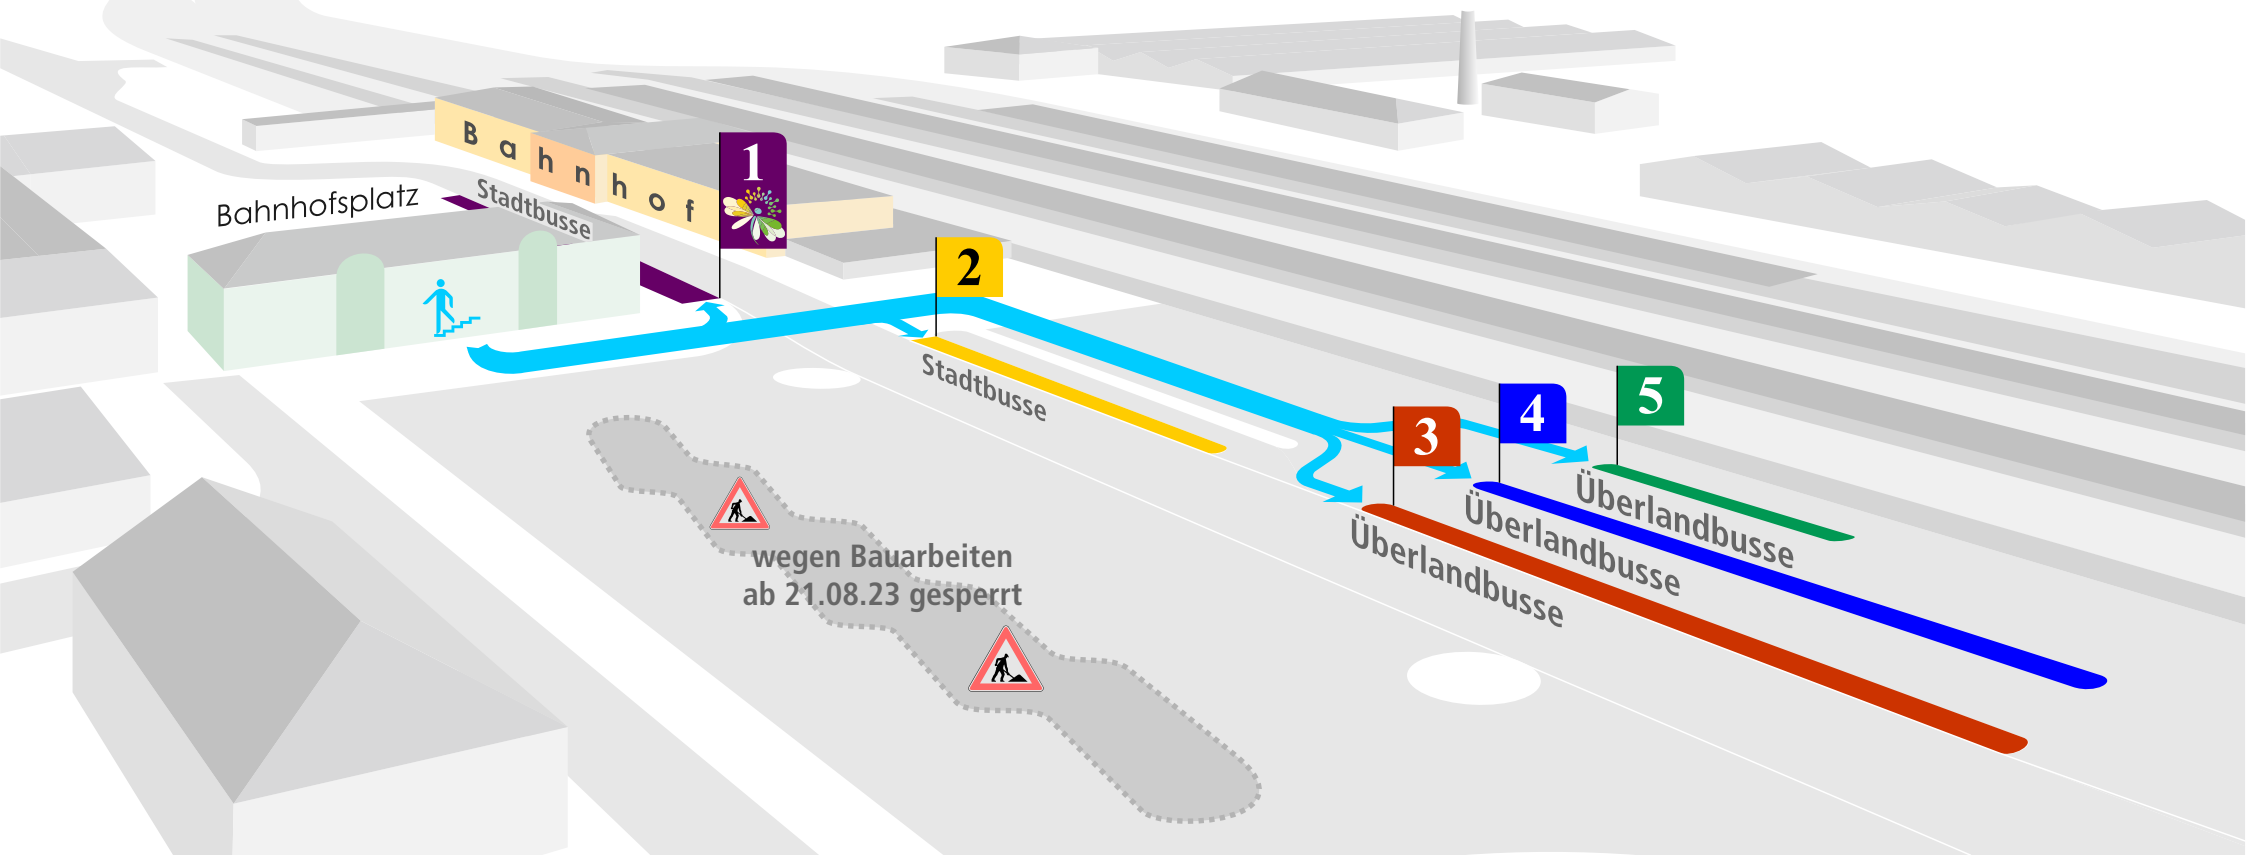 Bahnhof
1
Bahnhofsplatz
Stadtbusse
2
Stadtbusse
3
4
5
Überlandbusse
Überlandbusse
Überlandbusse
wegen Bauarbeiten
ab 21.08.23 gesperrt